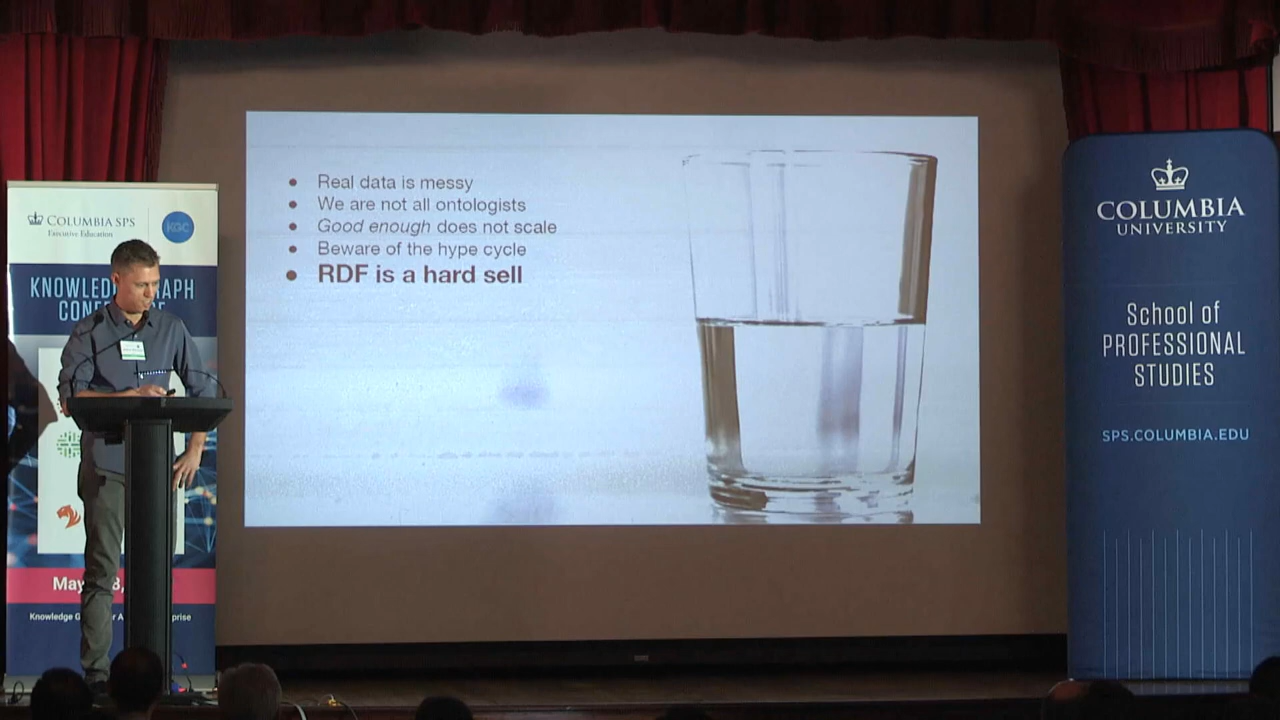 COLUMBIA SPS
Executive Education
KGC
KNOWLEDGE GRAPH
May
Knowledge
• Real data is messy
• We are not all ontologists
• Good enough does not scale
• Beware of the hype cycle
• RDF is a hard sell
COLUMBIA
UNIVERSITY
School of
PROFESSIONAL
STUDIES
SPS.COLUMBIA.EDU